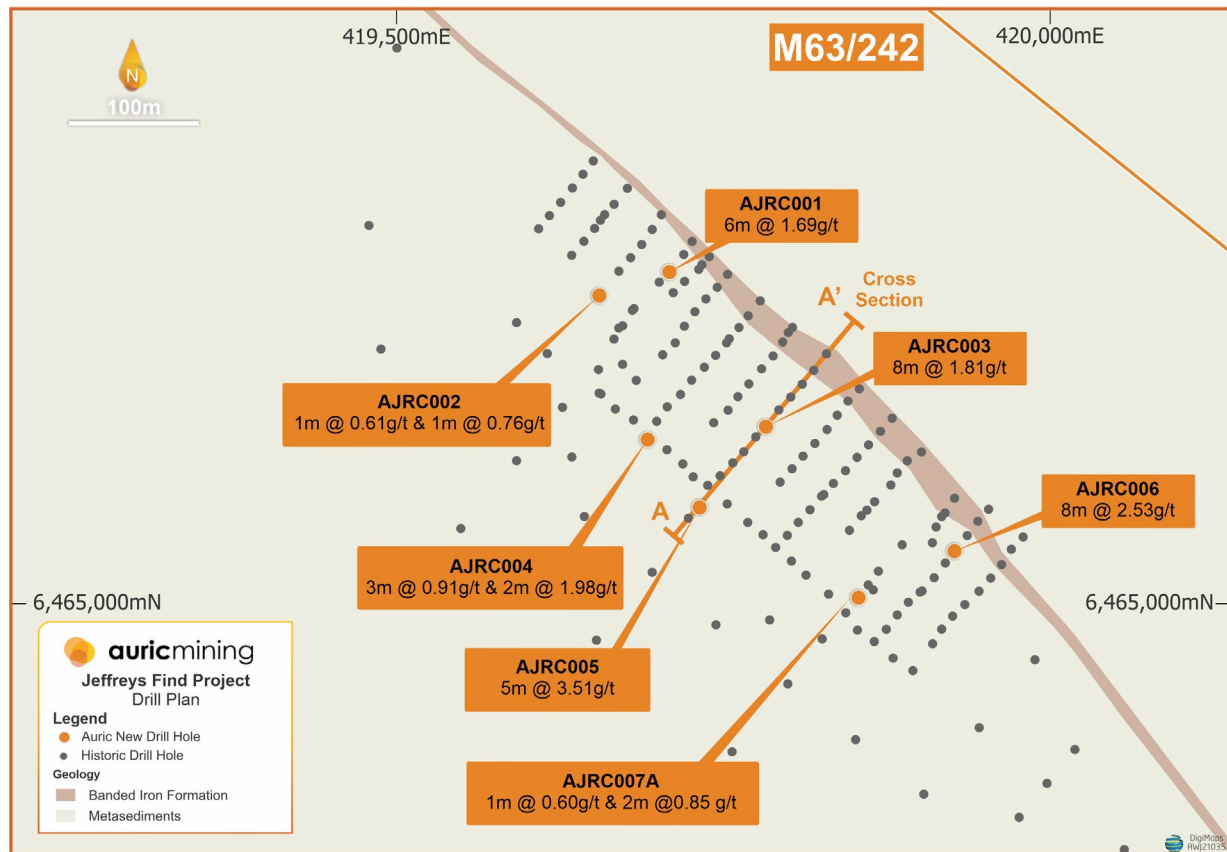 419,500mE
M63/242
420,000mE
N
100m
AJRC001
6m @ 1.69g/t
A’
Cross
Section
AJRC003
8m @ 1.81g/t
AJRC002
1m @ 0.61g/t & 1m @ 0.76g/t
AJRC006
8m @ 2.53g/t
A
AJRC004
3m @ 0.91g/t & 2m @ 1.98g/t
6,465,000mN
6,465,000mN
AJRC005
5m @ 3.51g/t
AJRC007A
1m @ 0.60g/t & 2m @0.85 g/t
auricmining
Jeffreys Find Project
Drill Plan
Legend
Auric New Drill Hole
Historic Drill Hole
Geology
Banded Iron Formation
Metasediments
DigiMaps
RWJ21035